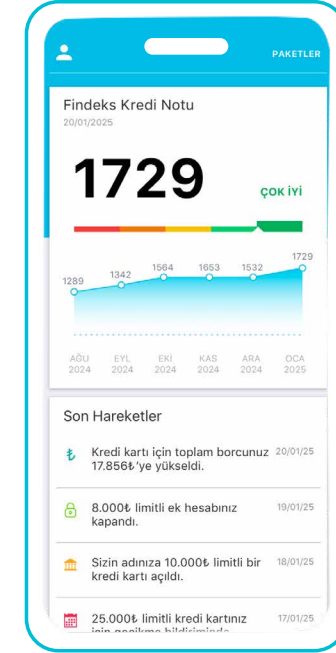 PAKETLER
Findeks Kredi Notu
20/01/2025
1729
ÇOK İYİ
1289
1342
1564
1653
1532
1729
AĞU EYL EKİ KAS ARA OCA
2024 2024 2024 2024 2024 2025
Son Hareketler
Kredi kartı için toplam borcunuz 20/01/25
17.856₺'ye yükseldi.
8.000₺ limitli ek hesabınız 19/01/25
kapandı.
Sizin adınıza 10.000₺ limitli bir 18/01/25
kredi kartı açıldı.
25.000₺ limitli kredi kartınız 17/01/25
için gecikme bildiriminde